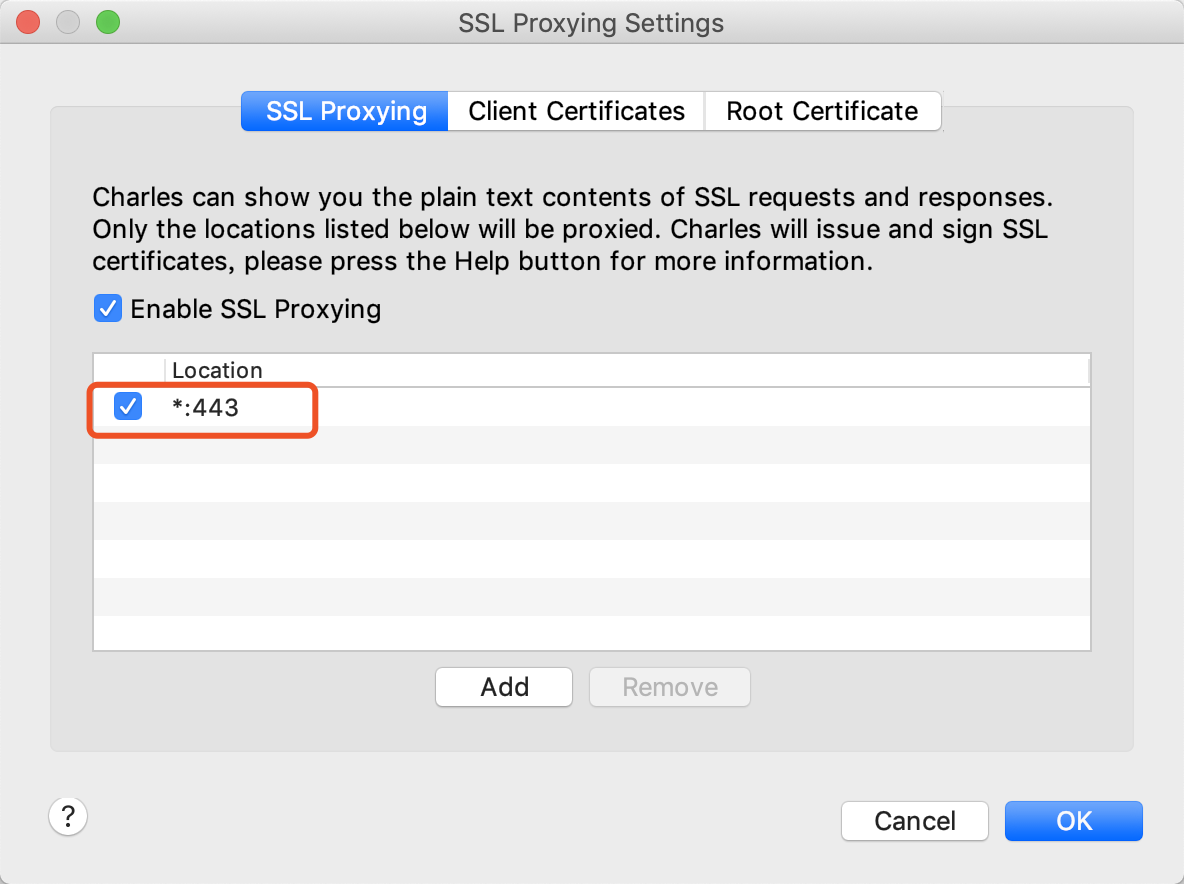 SSL Proxying Settings
SSL Proxying Client Certificates Root Certificate
Charles can show you the plain text contents of SSL requests and responses.
Only the locations listed below will be proxied. Charles will issue and sign SSL
certificates, please press the Help button for more information.
Enable SSL Proxying
Location
*:443
Add Remove
? Cancel OK